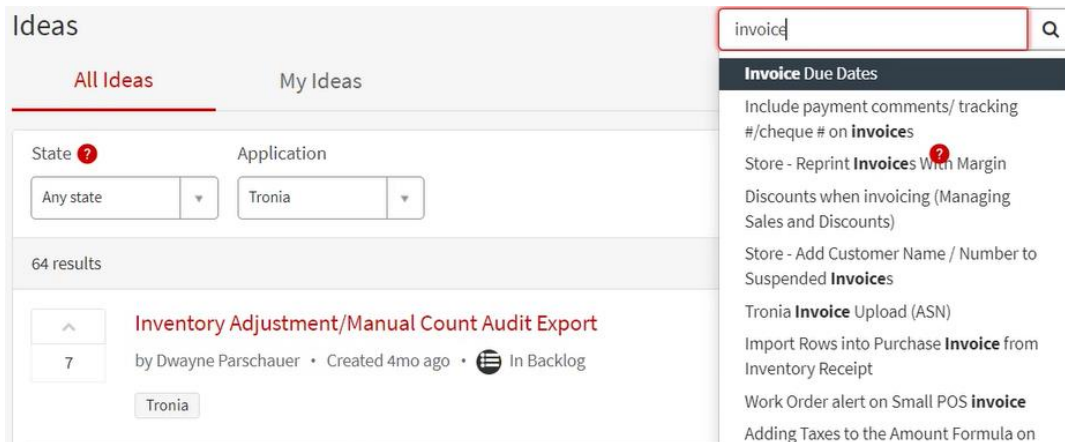 Ideas
invoice
All Ideas
My Ideas
State ?
Application
Any state
Tronia
64 results
7
Inventory Adjustment/Manual Count Audit Export
by Dwayne Parschauer • Created 4mo ago • In Backlog
Tronia
Invoice Due Dates
Include payment comments/ tracking
#/cheque # on invoices
?
Store - Reprint Invoices With Margin
Discounts when invoicing (Managing
Sales and Discounts)
Store - Add Customer Name / Number to
Suspended Invoices
Tronia Invoice Upload (ASN)
Import Rows into Purchase Invoice from
Inventory Receipt
Work Order alert on Small POS invoice
Adding Taxes to the Amount Formula on